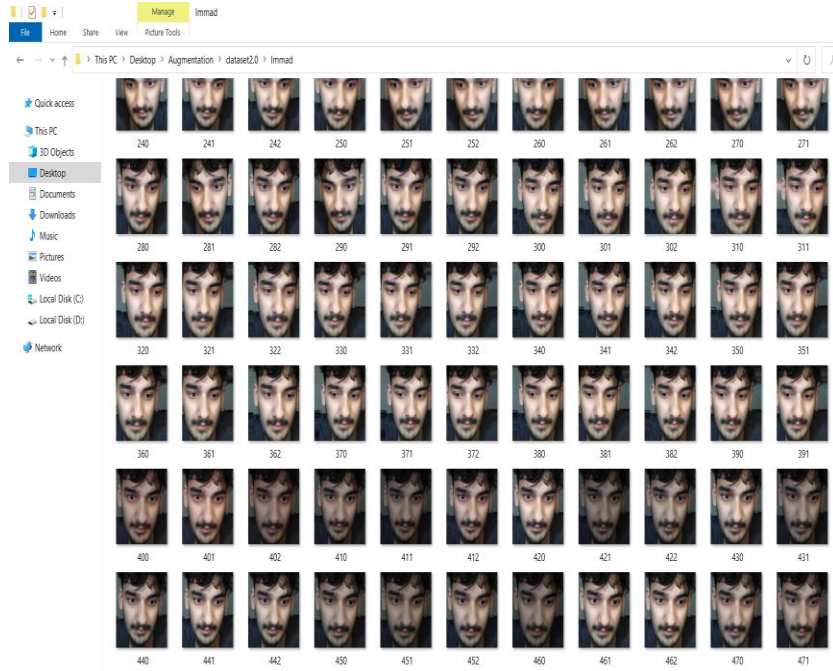 Manage Immad
File Home Share View Picture Tools
This PC > Desktop > Augmentation > dataset2.0 > Immad
Quick access
This PC
3D Objects
Desktop
Documents
Downloads
Music
Pictures
Videos
Local Disk (C:)
Local Disk (D:)
Network
240 241 242 250 251 252 260 261 262 270 271
280 281 282 290 291 292 300 301 302 310 311
320 321 322 330 331 332 340 341 342 350 351
360 361 362 370 371 372 380 381 382 390 391
400 401 402 410 411 412 420 421 422 430 431
440 441 442 450 451 452 460 461 462 470 471